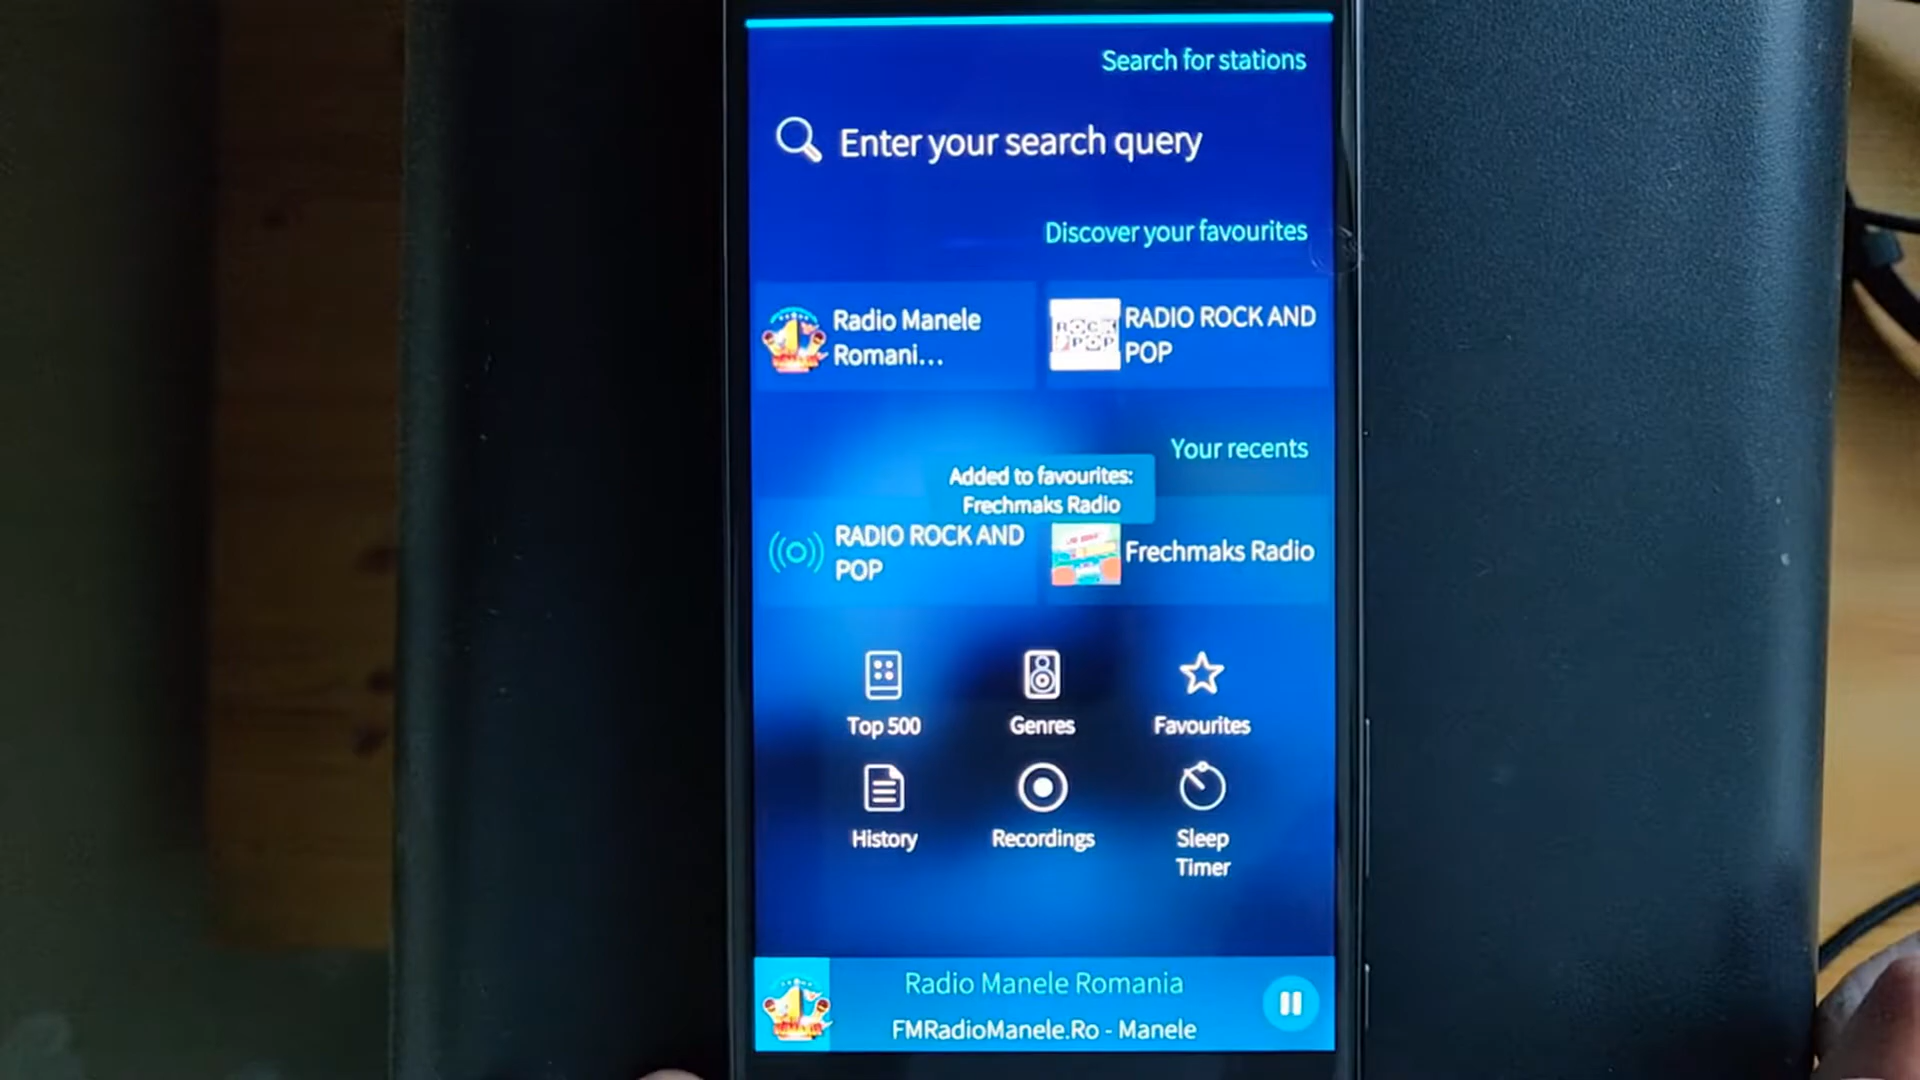 Search for stations
Enter your search query
Discover your favourites
Radio Manele
Romani...
ROCK
POP
RADIO ROCK AND
POP
Your recents
Added to favourites:
Frechmaks Radio
RADIO ROCK AND
POP
Frechmaks Radio
Top 500
Genres
Favourites
History
Recordings
Sleep
Timer
Radio Manele Romania
FMRadioManele.Ro - Manele